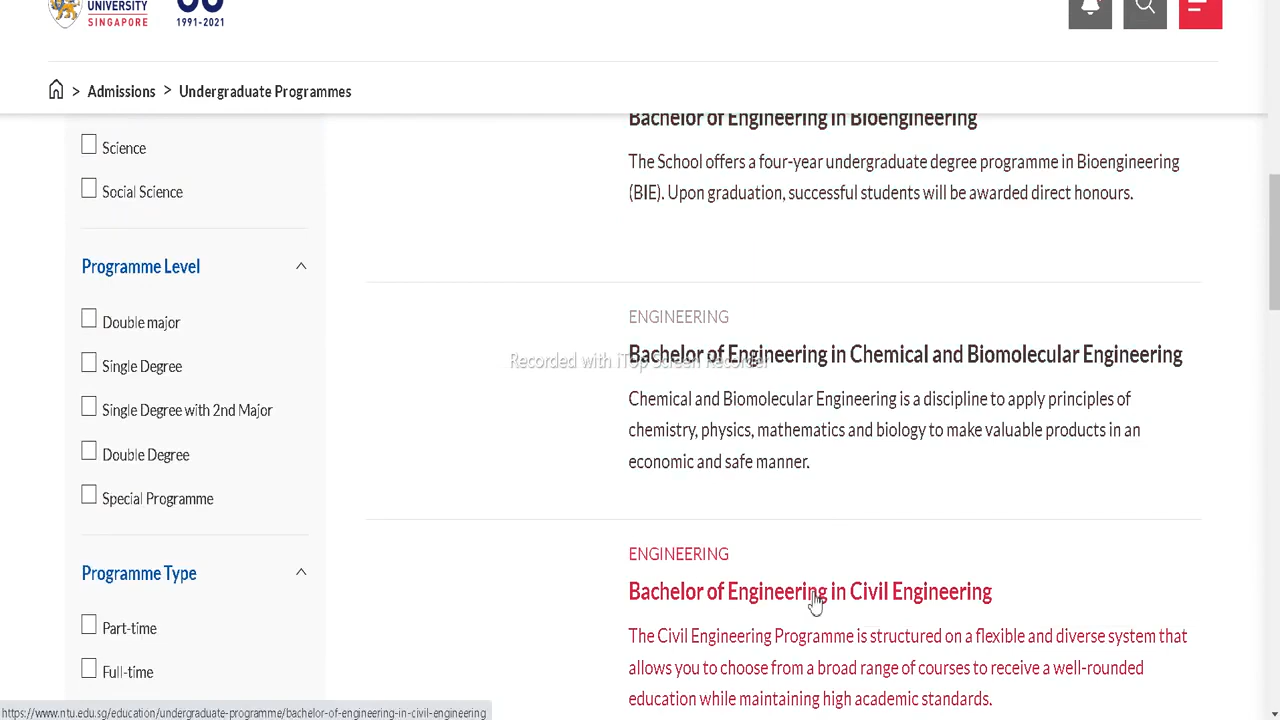 UNIVERSITY
SINGAPORE
1991-2021
> Admissions > Undergraduate Programmes
Science
Social Science
Programme Level
Double major
Single Degree
Single Degree with 2nd Major
Double Degree
Special Programme
Programme Type
Part-time
Full-time
Bachelor of Engineering in Bioengineering
The School offers a four-year undergraduate degree programme in Bioengineering
(BIE). Upon graduation, successful students will be awarded direct honours.
ENGINEERING
Bachelor of Engineering in Chemical and Biomolecular Engineering
Recorded with iTop Screen Recorder
Chemical and Biomolecular Engineering is a discipline to apply principles of
chemistry, physics, mathematics and biology to make valuable products in an
economic and safe manner.
ENGINEERING
Bachelor of Engineering in Civil Engineering
The Civil Engineering Programme is structured on a flexible and diverse system that
allows you to choose from a broad range of courses to receive a well-rounded
education while maintaining high academic standards.
https://www.ntu.edu.sg/education/undergraduate-programme/bachelor-of-engineering-in-civil-engineering